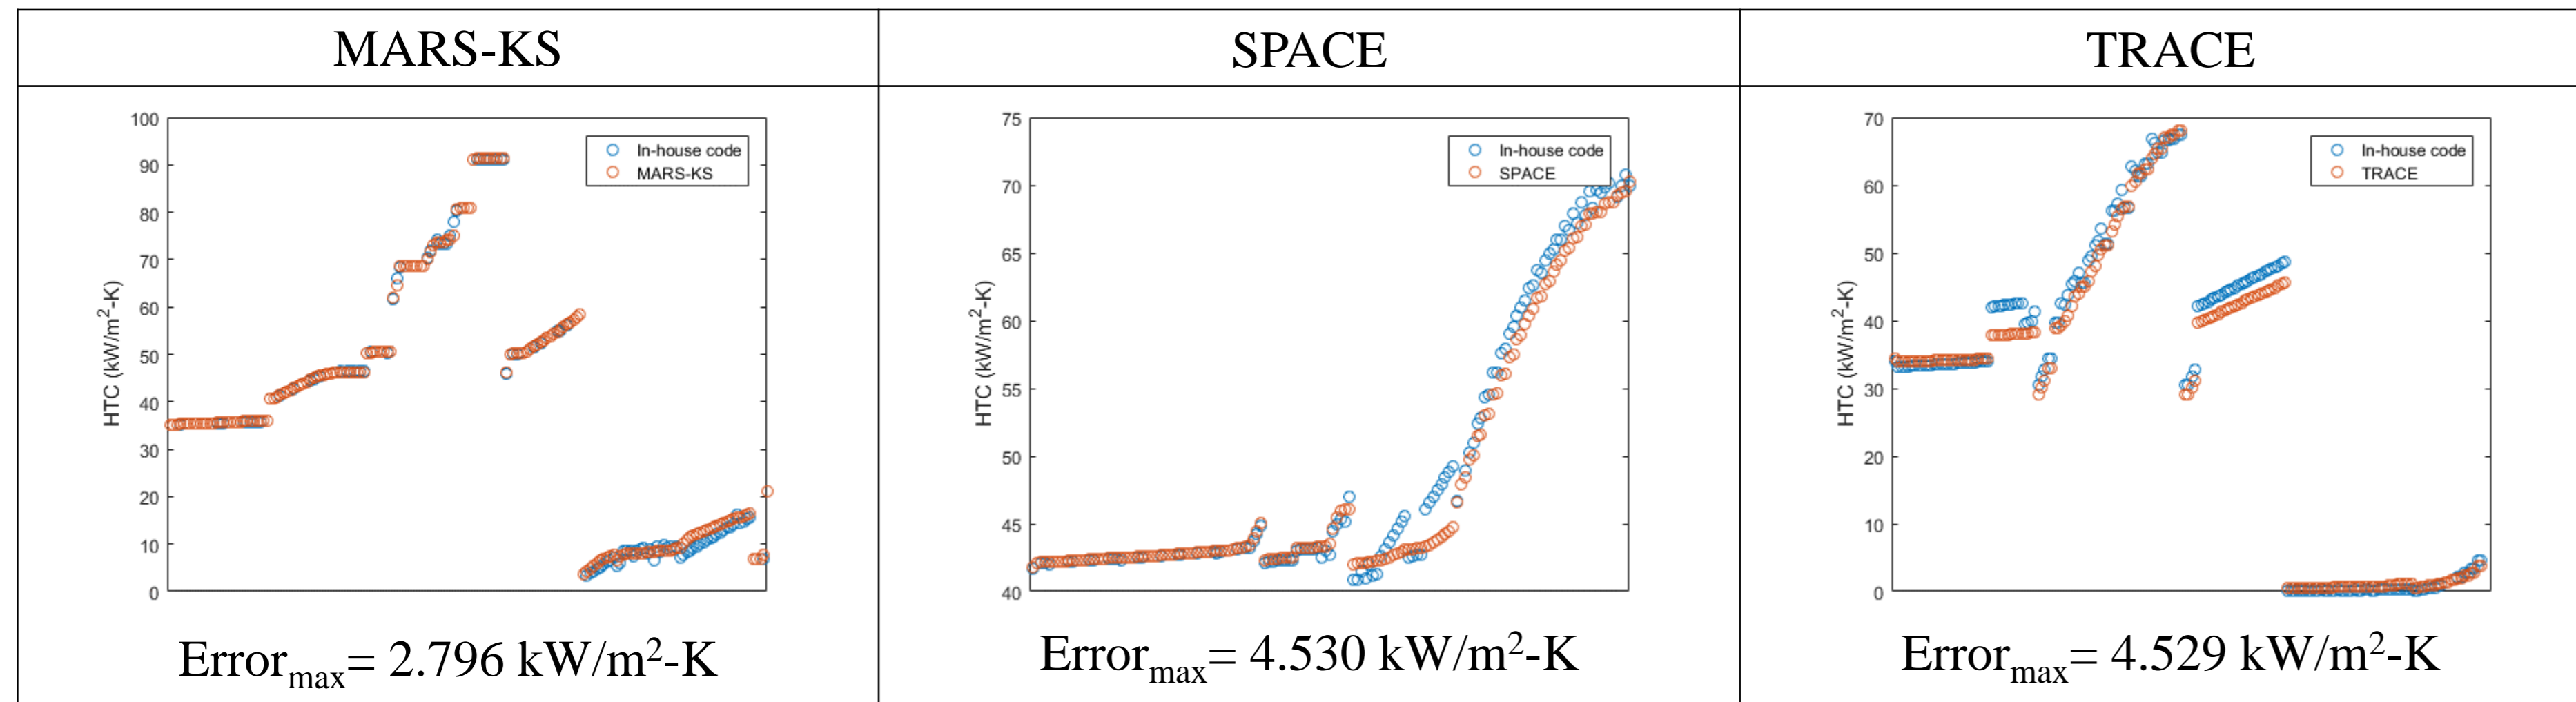 MARS-KS
SPACE
TRACE
100
90
80
70
60
50
40
30
20
10
0
HTC (kW/m²-K)
In-house code
MARS-KS
75
70
65
60
55
50
45
40
HTC (kW/m²-K)
In-house code
SPACE
70
60
50
40
30
20
10
0
HTC (kW/m²-K)
In-house code
TRACE
Errormax= 2.796 kW/m²-K
Errormax= 4.530 kW/m²-K
Errormax= 4.529 kW/m²-K